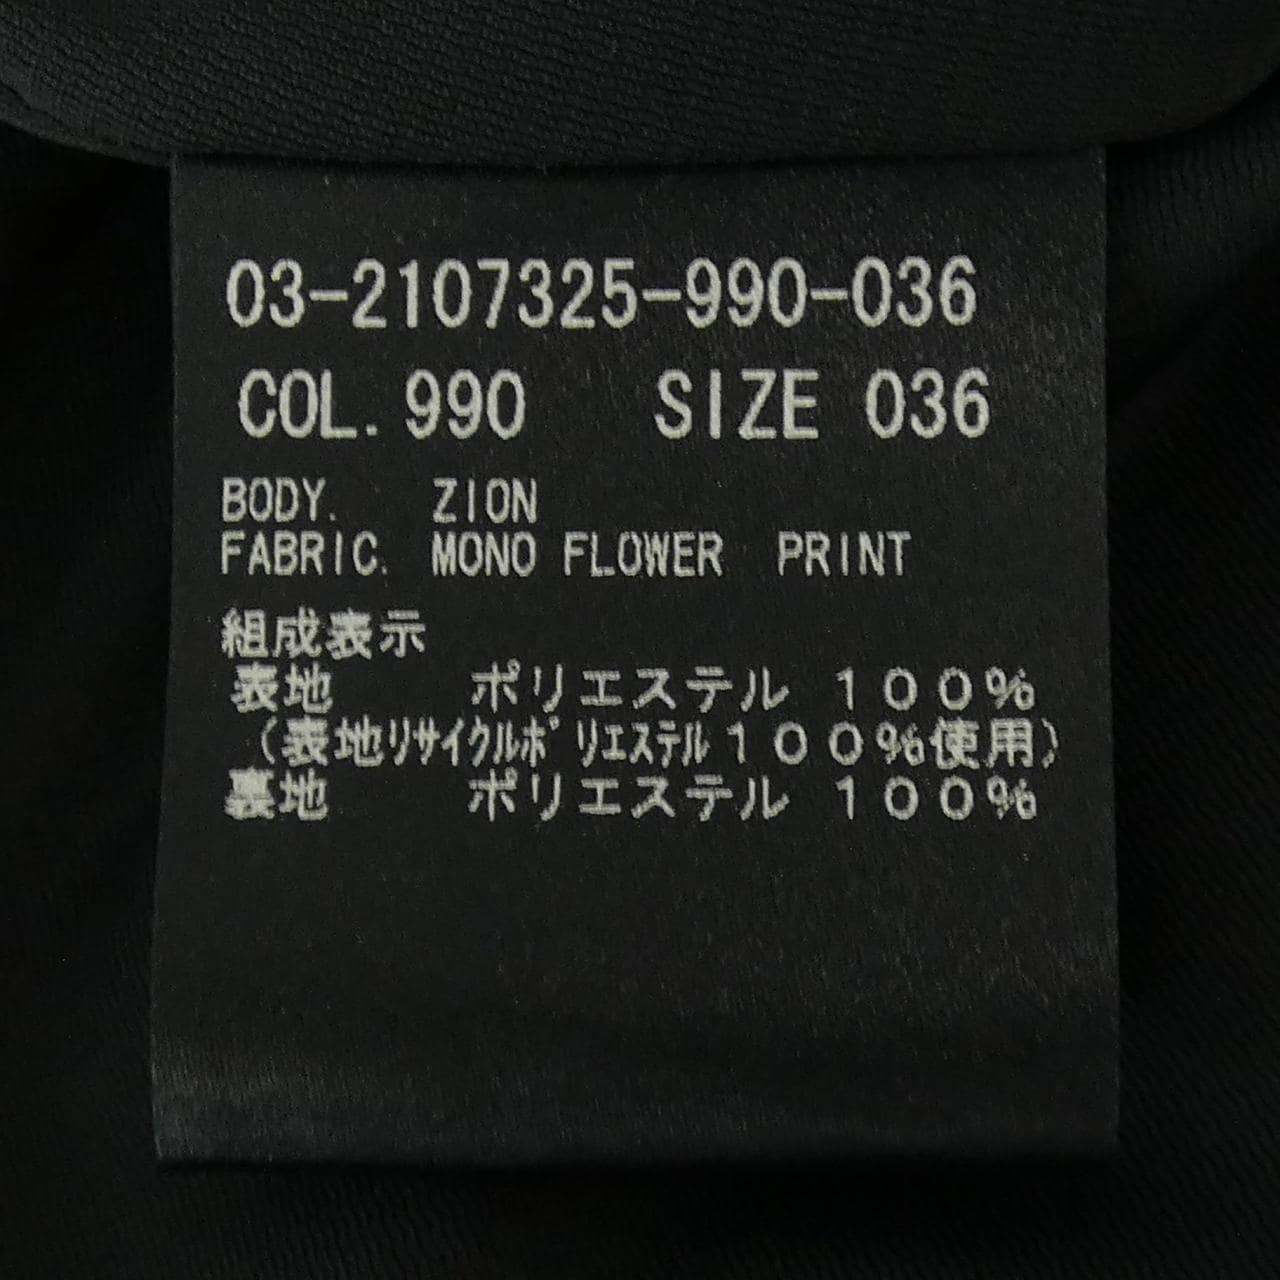 03-2107325-990-036
COL. 990 SIZE 036
BODY. ZION
FABRIC. MONO FLOWER PRINT
組成表示
表地 ポリエステル １００％
（表地ﾘｻｲｸﾙﾎﾟﾘｴｽﾃﾙ１００％使用）
裏地 ポリエステル １００％